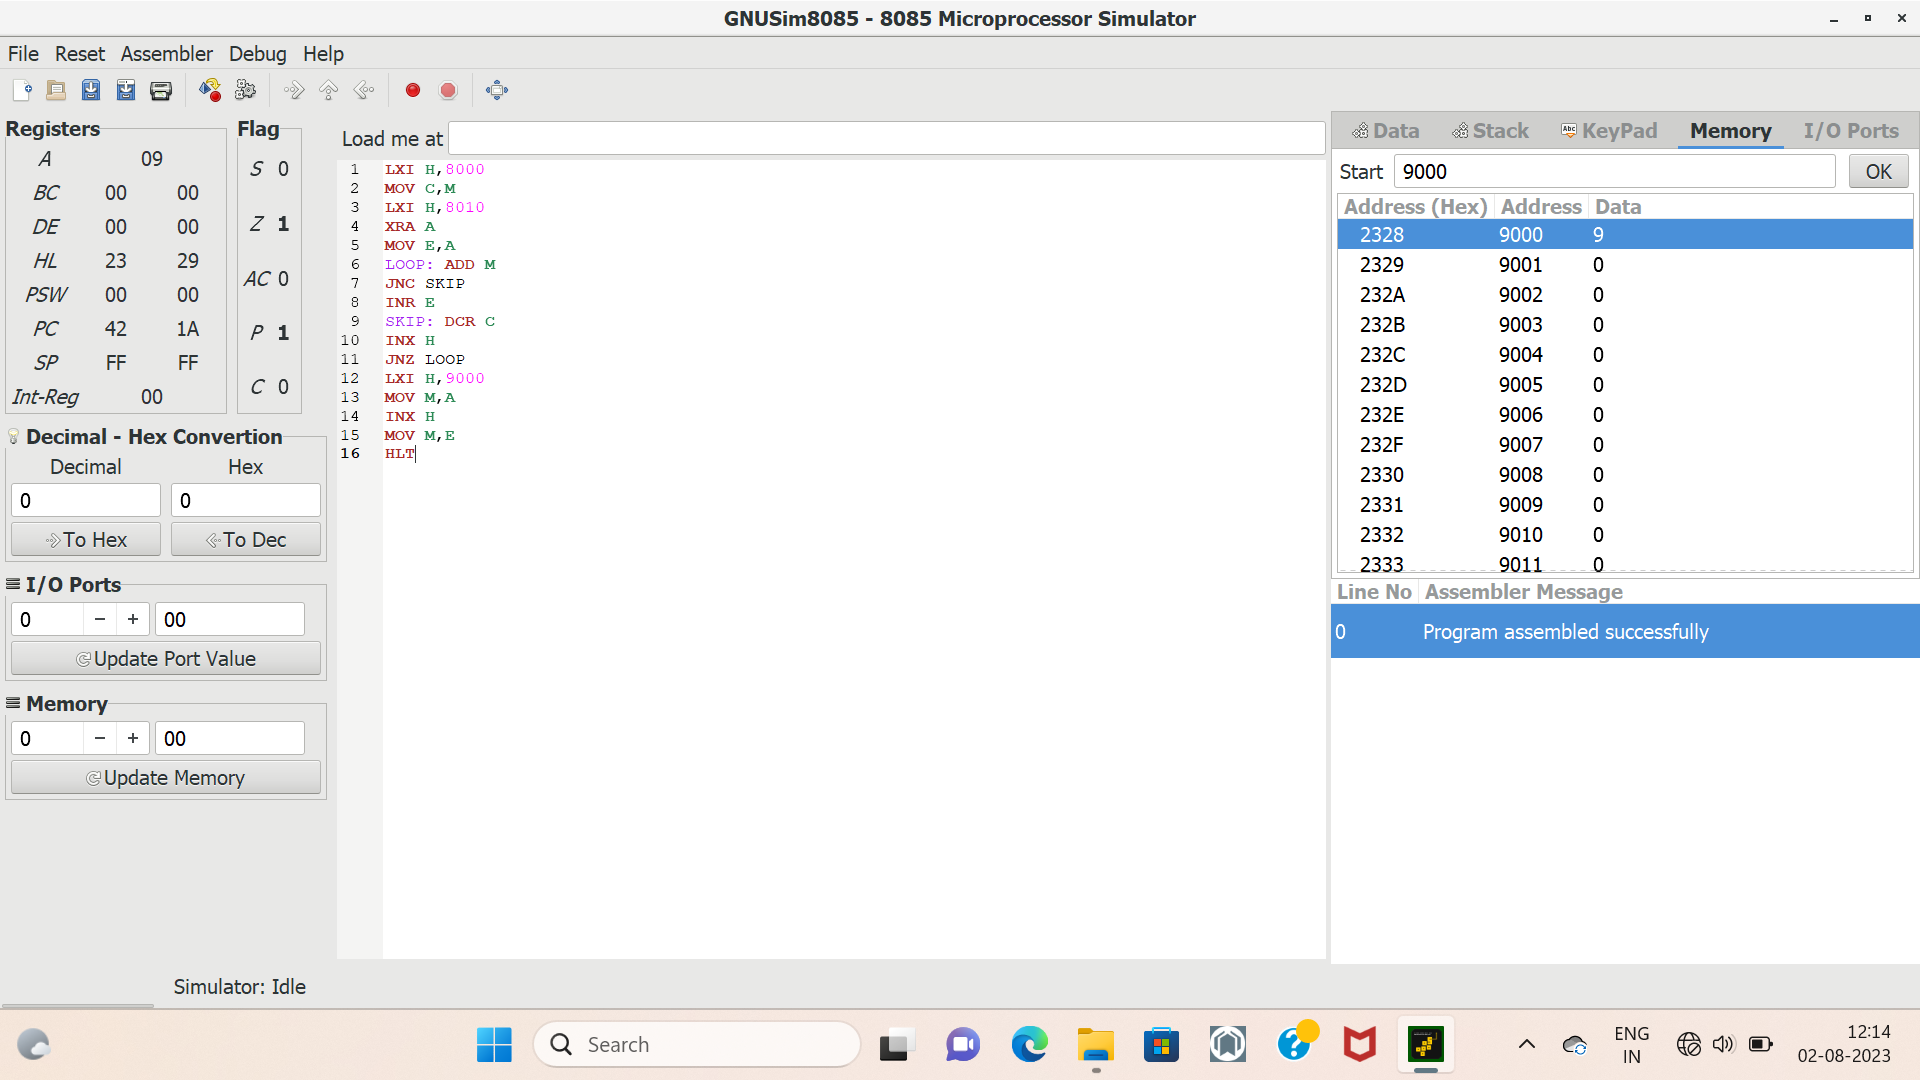 GNUSim8085 - 8085 Microprocessor Simulator
File Reset Assembler Debug Help
Registers
A 09
BC 00 00
DE 00 00
HL 23 29
PSW 00 00
PC 42 1A
SP FF FF
Int-Reg 00
Flag
S 0
Z 1
AC 0
P 1
C 0
Decimal - Hex Convertion
Decimal Hex
0 0
To Hex To Dec
I/O Ports
0 - + 00
Update Port Value
Memory
0 - + 00
Update Memory
Simulator: Idle
Load me at
1 LXI H,8000
2 MOV C,M
3 LXI H,8010
4 XRA A
5 MOV E,A
6 LOOP: ADD M
7 JNC SKIP
8 INR E
9 SKIP: DCR C
10 INX H
11 JNZ LOOP
12 LXI H,9000
13 MOV M,A
14 INX H
15 MOV M,E
16 HLT
Data Stack Abc KeyPad Memory I/O Ports
Start 9000 OK
Address (Hex) Address Data
2328 9000 9
2329 9001 0
232A 9002 0
232B 9003 0
232C 9004 0
232D 9005 0
232E 9006 0
232F 9007 0
2330 9008 0
2331 9009 0
2332 9010 0
2333 9011 0
Line No Assembler Message
0 Program assembled successfully
Search
ENG
IN
12:14
02-08-2023